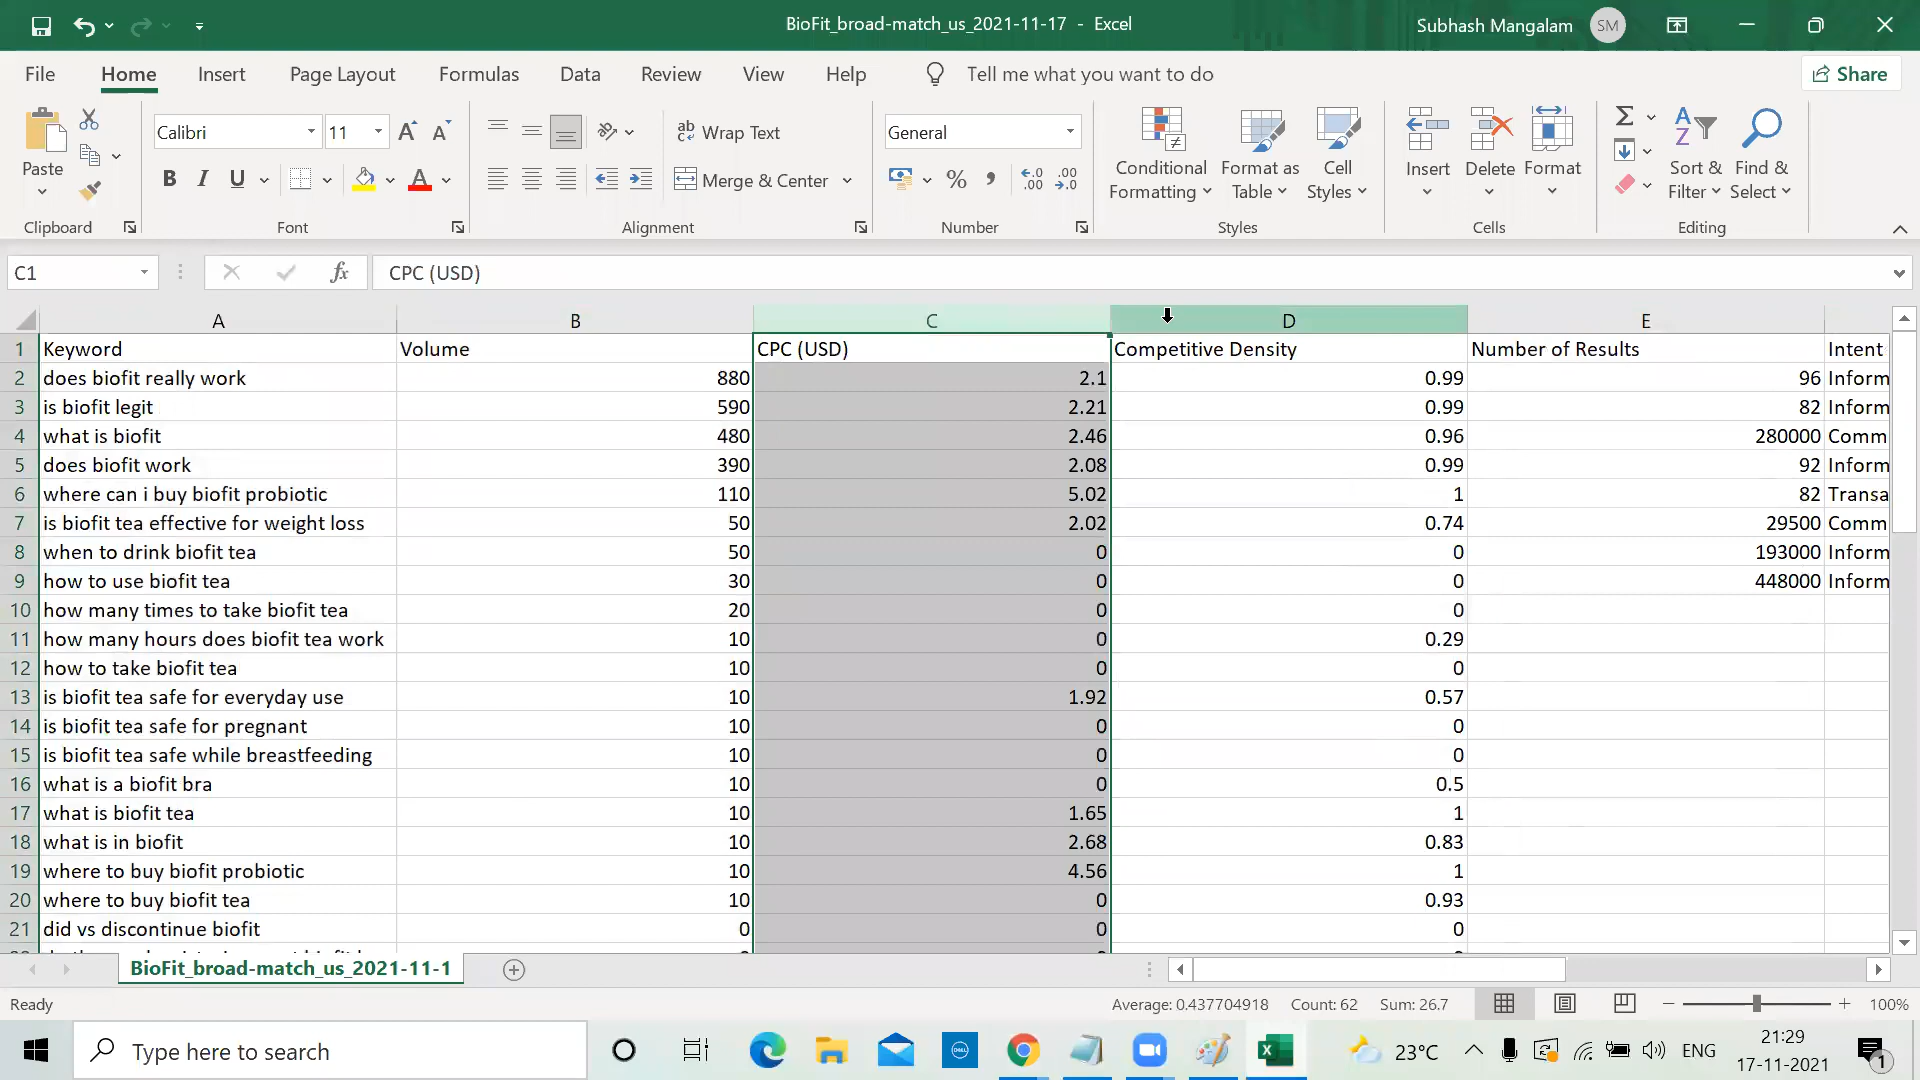 BioFit_broad-match_us_2021-11-17 - Excel
Subhash Mangalam SM
File Home Insert Page Layout Formulas Data Review View Help Tell me what you want to do Share
Paste
Calibri 11
B I U
ab c Wrap Text
Merge & Center
General
% , .00 .0
Conditional Formatting
Format as Table
Cell Styles
Insert Delete Format
Sort & Filter
Find & Select
Clipboard Font Alignment Number Styles Cells Editing
C1 fx CPC (USD)
A B C D E
1 Keyword Volume CPC (USD) Competitive Density Number of Results Intent
2 does biofit really work 880 2.1 0.99 96 Inform
3 is biofit legit 590 2.21 0.99 82 Inform
4 what is biofit 480 2.46 0.96 280000 Comm
5 does biofit work 390 2.08 0.99 92 Inform
6 where can i buy biofit probiotic 110 5.02 1 82 Transa
7 is biofit tea effective for weight loss 50 2.02 0.74 29500 Comm
8 when to drink biofit tea 50 0 0 193000 Inform
9 how to use biofit tea 30 0 0 448000 Inform
10 how many times to take biofit tea 20 0 0
11 how many hours does biofit tea work 10 0 0.29
12 how to take biofit tea 10 0 0
13 is biofit tea safe for everyday use 10 1.92 0.57
14 is biofit tea safe for pregnant 10 0 0
15 is biofit tea safe while breastfeeding 10 0 0
16 what is a biofit bra 10 0 0.5
17 what is biofit tea 10 1.65 1
18 what is in biofit 10 2.68 0.83
19 where to buy biofit probiotic 10 4.56 1
20 where to buy biofit tea 10 0 0.93
21 did vs discontinue biofit 0 0 0
BioFit_broad-match_us_2021-11-1
Ready Average: 0.437704918 Count: 62 Sum: 26.7 100%
Type here to search
23°C ENG 21:29
17-11-2021
1